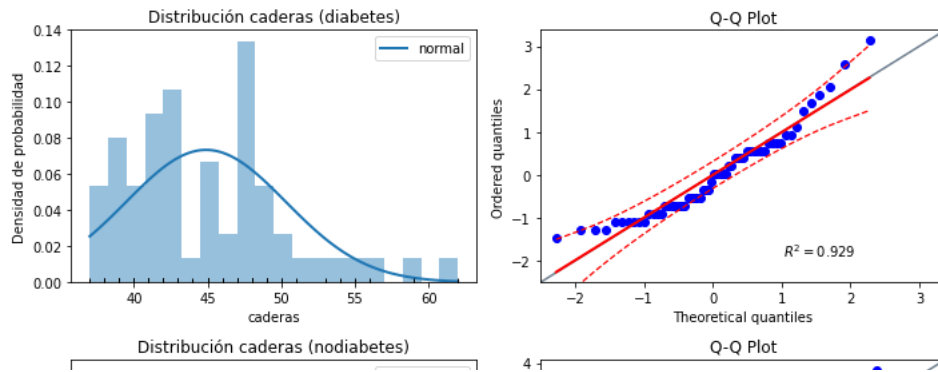 Distribución caderas (diabetes)
0.14
0.12
0.10
0.08
0.06
0.04
0.02
0.00
Densidad de probabilidad
normal
40
45
50
55
60
caderas
Q-Q Plot
3
2
1
0
−1
−2
Ordered quantiles
R² = 0.929
−2
−1
0
1
2
3
Theoretical quantiles
Distribución caderas (nodiabetes)
Q-Q Plot
4